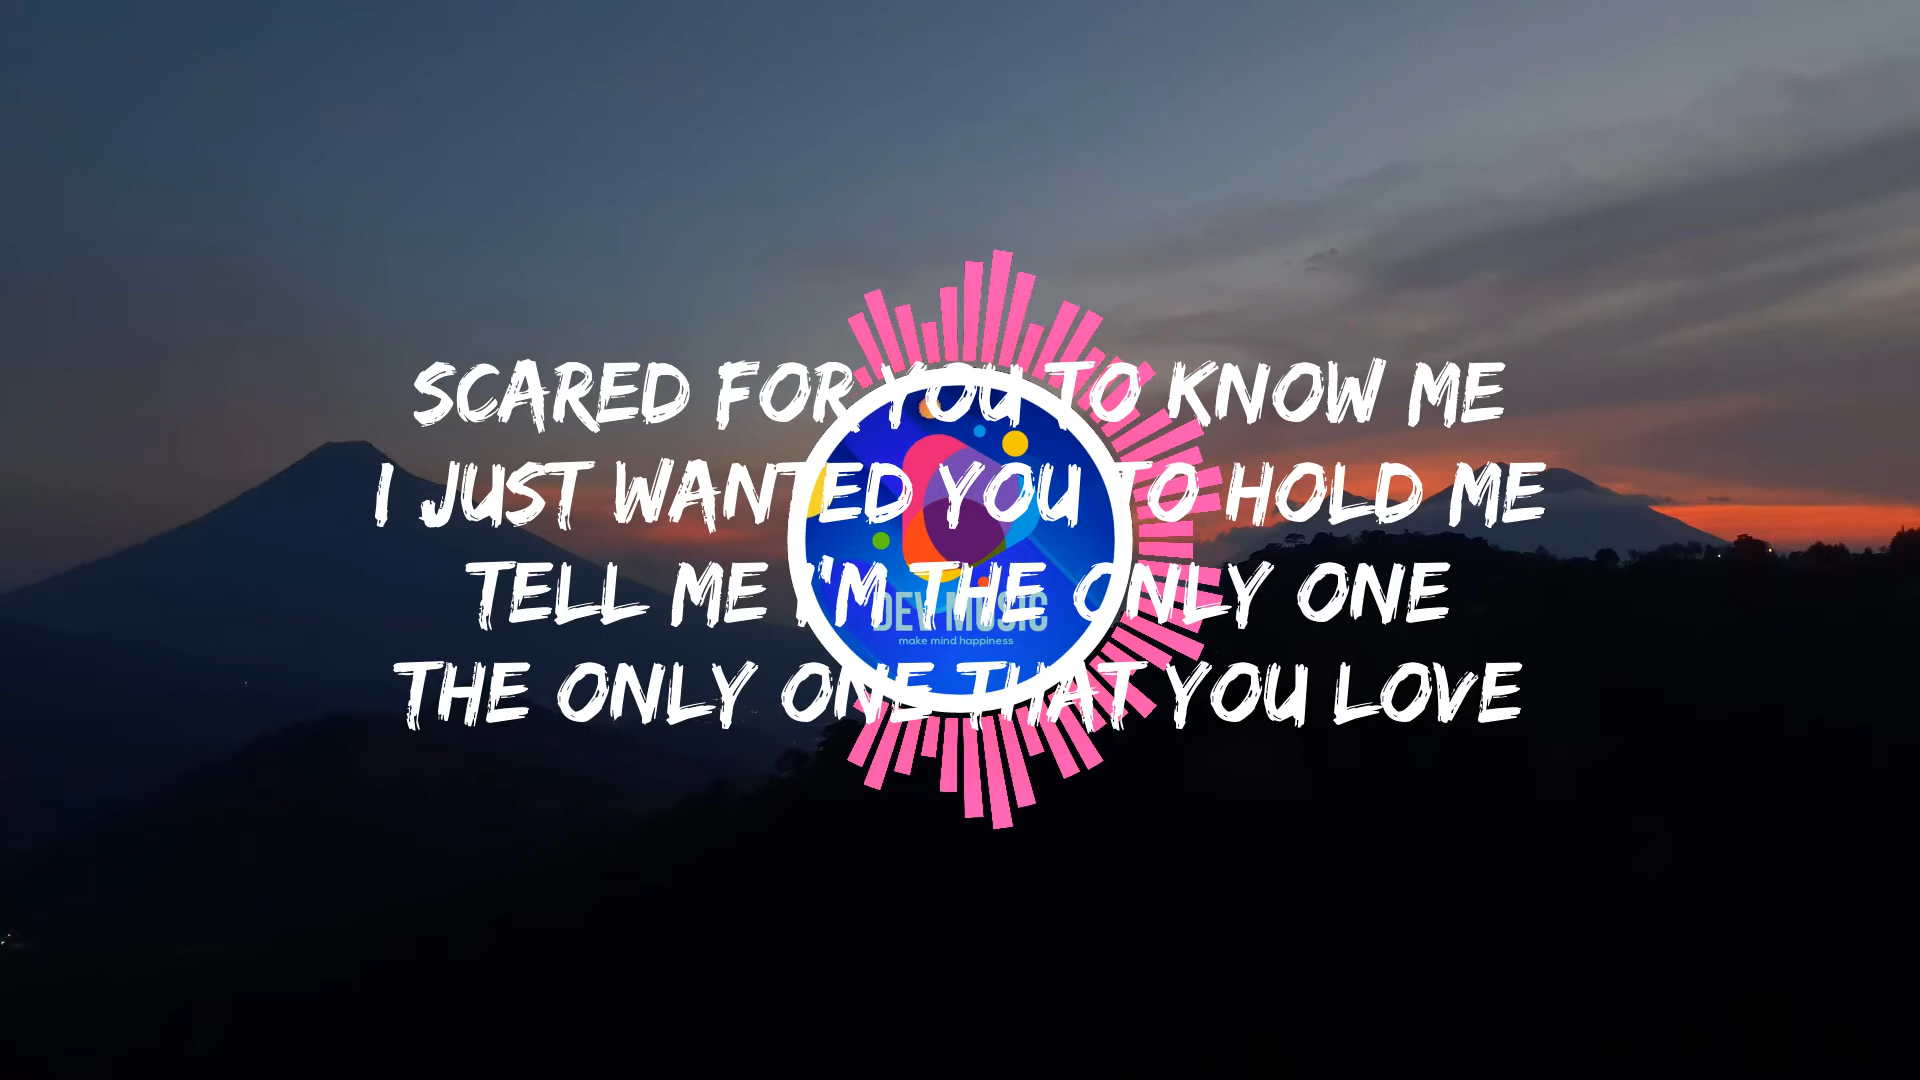 SCARED FOR YOU TO KNOW ME
I JUST WANTED YOU TO HOLD ME
TELL ME I'M THE ONLY ONE
DEV MUSIC
make mind happiness
THE ONLY ONE THAT YOU LOVE